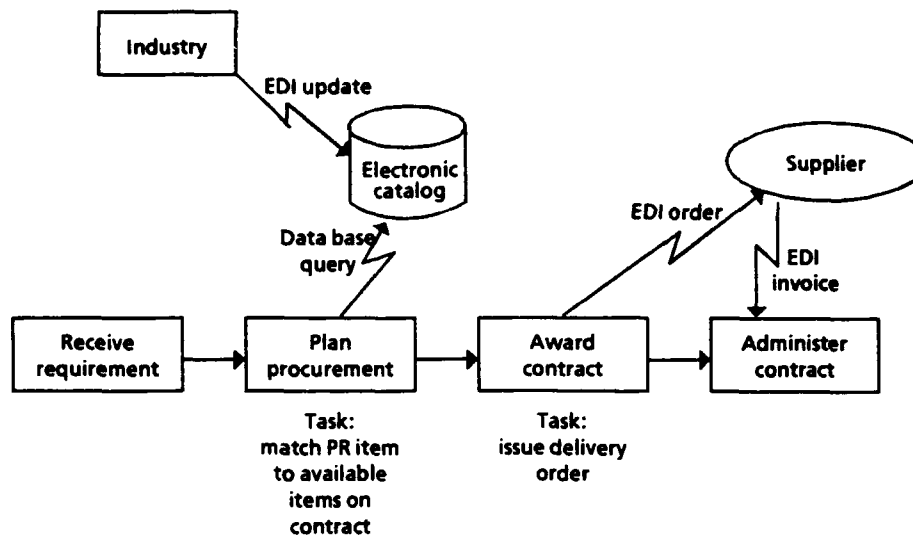 Industry
EDI update
Electronic
catalog
Supplier
EDI order
Data base
query
EDI
invoice
Receive
requirement
Plan
procurement
Award
contract
Administer
contract
Task:
match PR item
to available
items on
contract
Task:
issue delivery
order